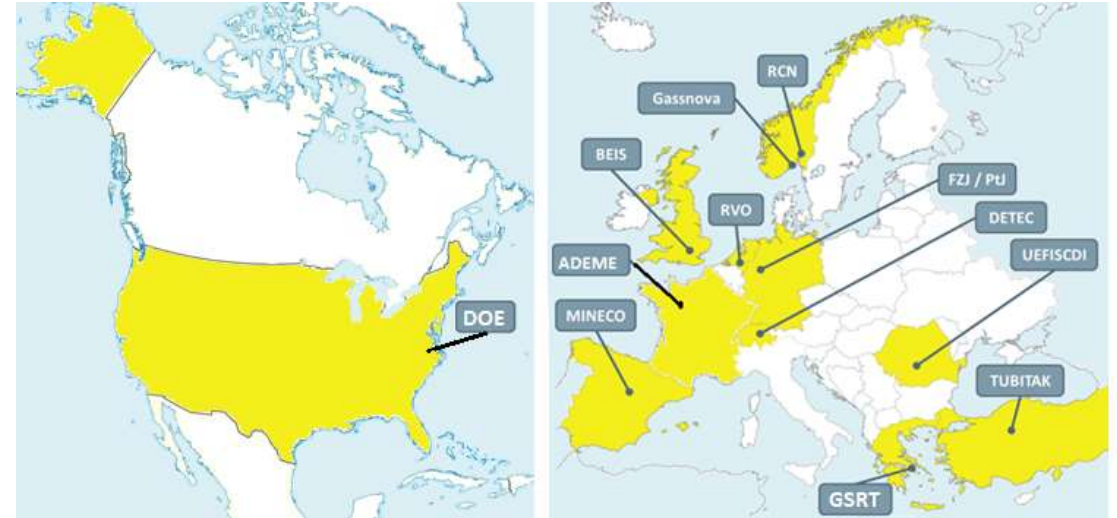 DOE
RCN
Gassnova
BEIS
FZJ / PtJ
RVO
DETEC
UEFISCDI
ADEME
MINECO
TUBITAK
GSRT